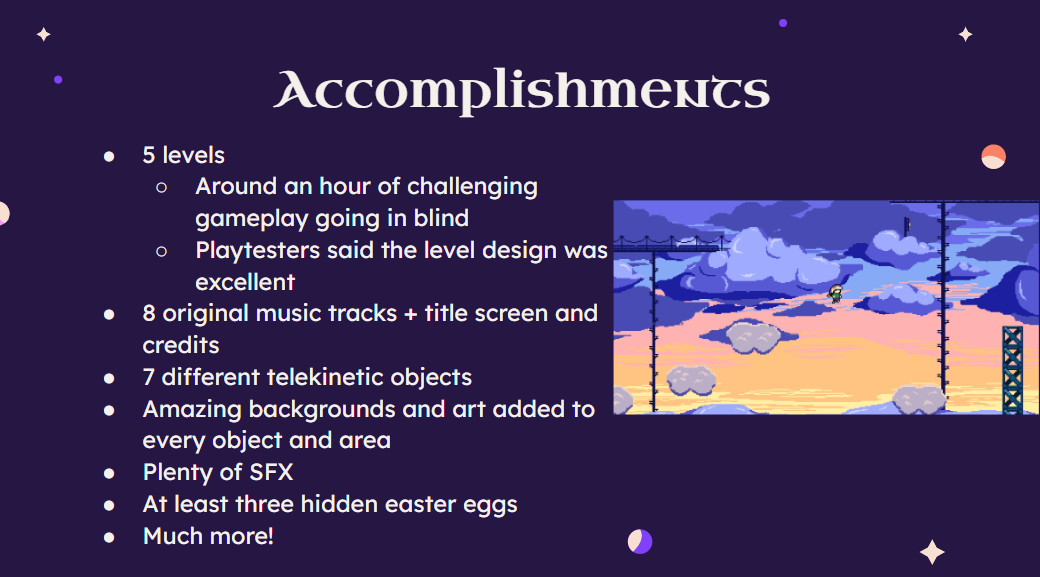 Accomplishments
● 5 levels
○ Around an hour of challenging
gameplay going in blind
○ Playtesters said the level design was
excellent
● 8 original music tracks + title screen and
credits
● 7 different telekinetic objects
● Amazing backgrounds and art added to
every object and area
● Plenty of SFX
● At least three hidden easter eggs
● Much more!